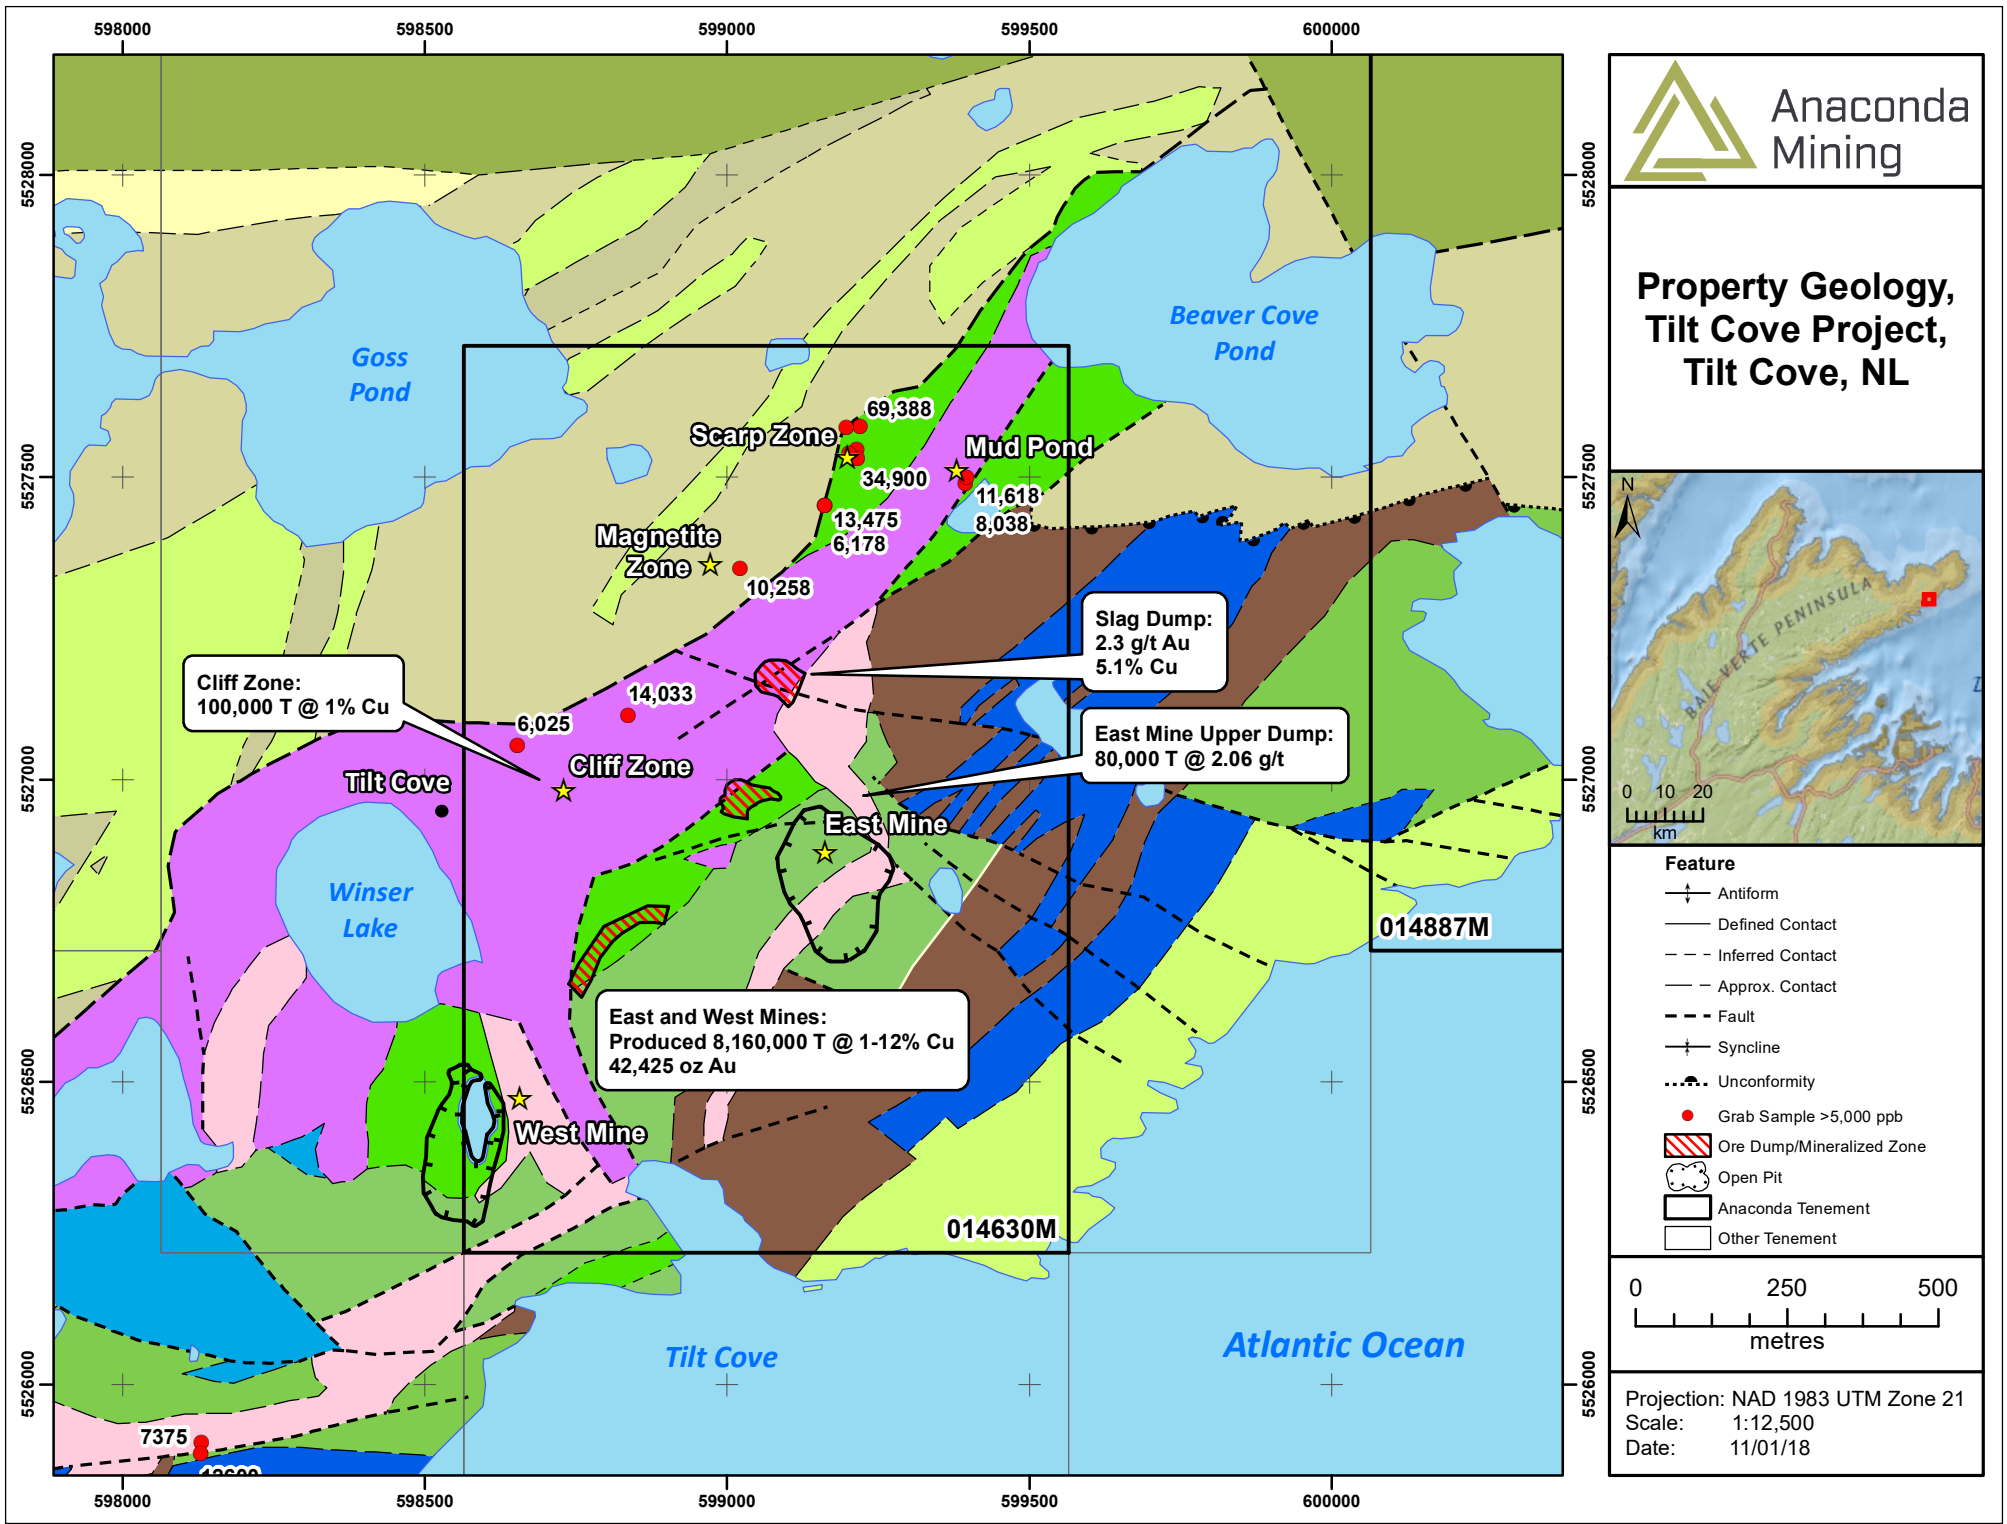 598000
598500
599000
599500
600000
5528000
5527500
5527000
5526500
5526000
5528000
5527500
5527000
5526500
5526000
Goss
Pond
Beaver Cove
Pond
69,388
Scarp Zone
Mud Pond
34,900
11,618
8,038
13,475
6,178
Magnetite
Zone
10,258
Slag Dump:
2.3 g/t Au
5.1% Cu
Cliff Zone:
100,000 T @ 1% Cu
14,033
6,025
Cliff Zone
East Mine Upper Dump:
80,000 T @ 2.06 g/t
Tilt Cove
East Mine
Winser
Lake
014887M
East and West Mines:
Produced 8,160,000 T @ 1-12% Cu
42,425 oz Au
West Mine
014630M
Tilt Cove
Atlantic Ocean
7375
12600
598000
598500
599000
599500
600000
Anaconda
Mining
Property Geology,
Tilt Cove Project,
Tilt Cove, NL
N
BAIE VERTE PENINSULA
0 10 20
km
Feature
Antiform
Defined Contact
Inferred Contact
Approx. Contact
Fault
Syncline
Unconformity
Grab Sample >5,000 ppb
Ore Dump/Mineralized Zone
Open Pit
Anaconda Tenement
Other Tenement
0 250 500
metres
Projection: NAD 1983 UTM Zone 21
Scale: 1:12,500
Date: 11/01/18